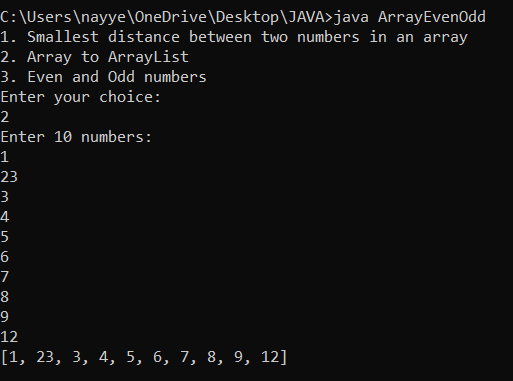 C:\Users\nayye\OneDrive\Desktop\JAVA>java ArrayEvenOdd
1. Smallest distance between two numbers in an array
2. Array to ArrayList
3. Even and Odd numbers
Enter your choice:
2
Enter 10 numbers:
1
23
3
4
5
6
7
8
9
12
[1, 23, 3, 4, 5, 6, 7, 8, 9, 12]